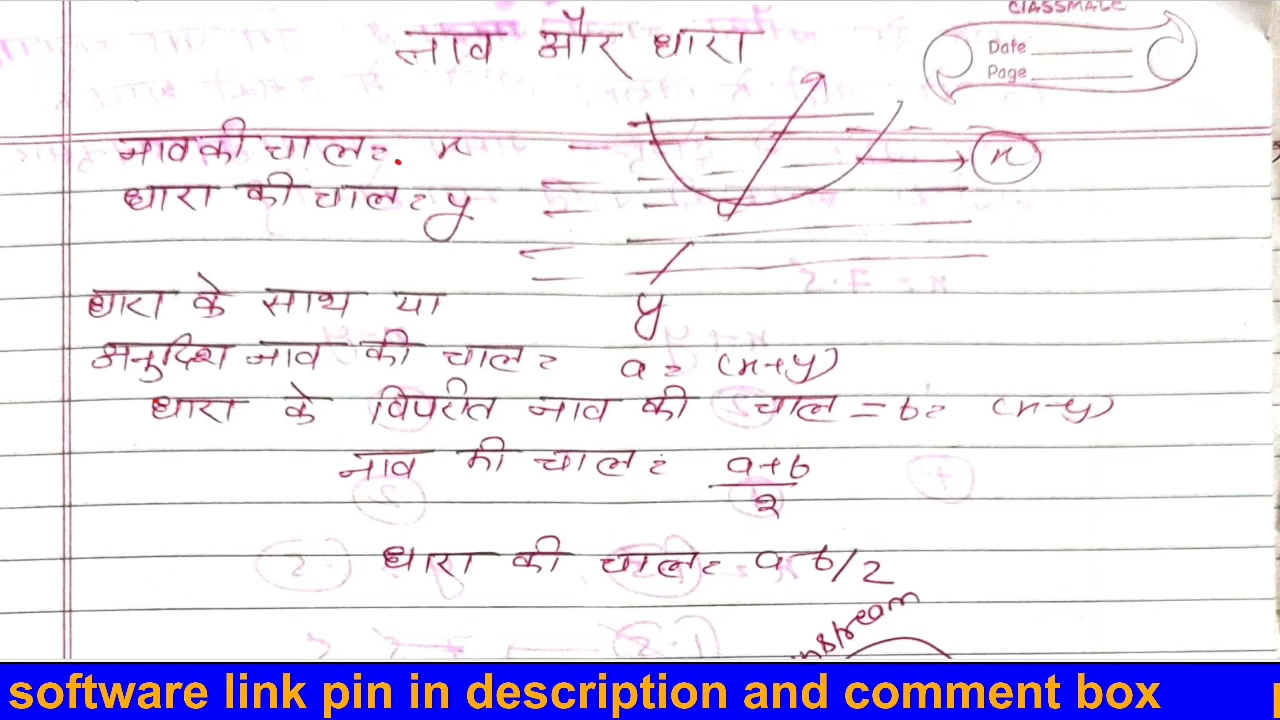 CLASSMATE
Date
Page
नाव और धारा
नाव की चाल = x
x
धारा की चाल = y
धारा के साथ या
y
अनुदिश नाव की चाल = a = (x+y)
धारा के विपरीत नाव की चाल = b = (x-y)
नाव की चाल = a+b
2
धारा की चाल = a-b/2
software link pin in description and comment box